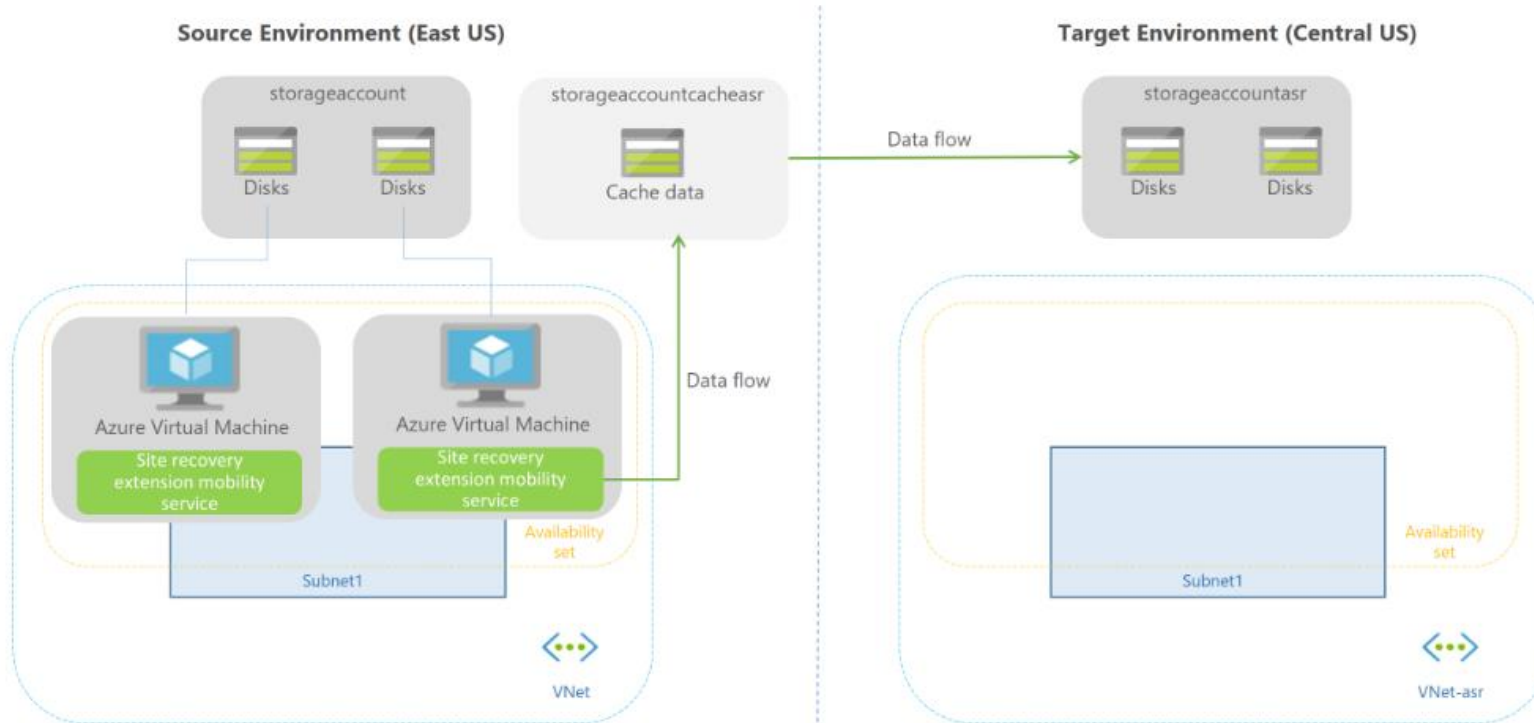 Source Environment (East US)
Target Environment (Central US)
storageaccount
Disks
Disks
storageaccountcacheasr
Cache data
Data flow
storageaccountasr
Disks
Disks
Data flow
Azure Virtual Machine
Site recovery
extension mobility
service
Azure Virtual Machine
Site recovery
extension mobility
service
Availability
set
Subnet1
VNet
Availability
set
Subnet1
VNet-asr